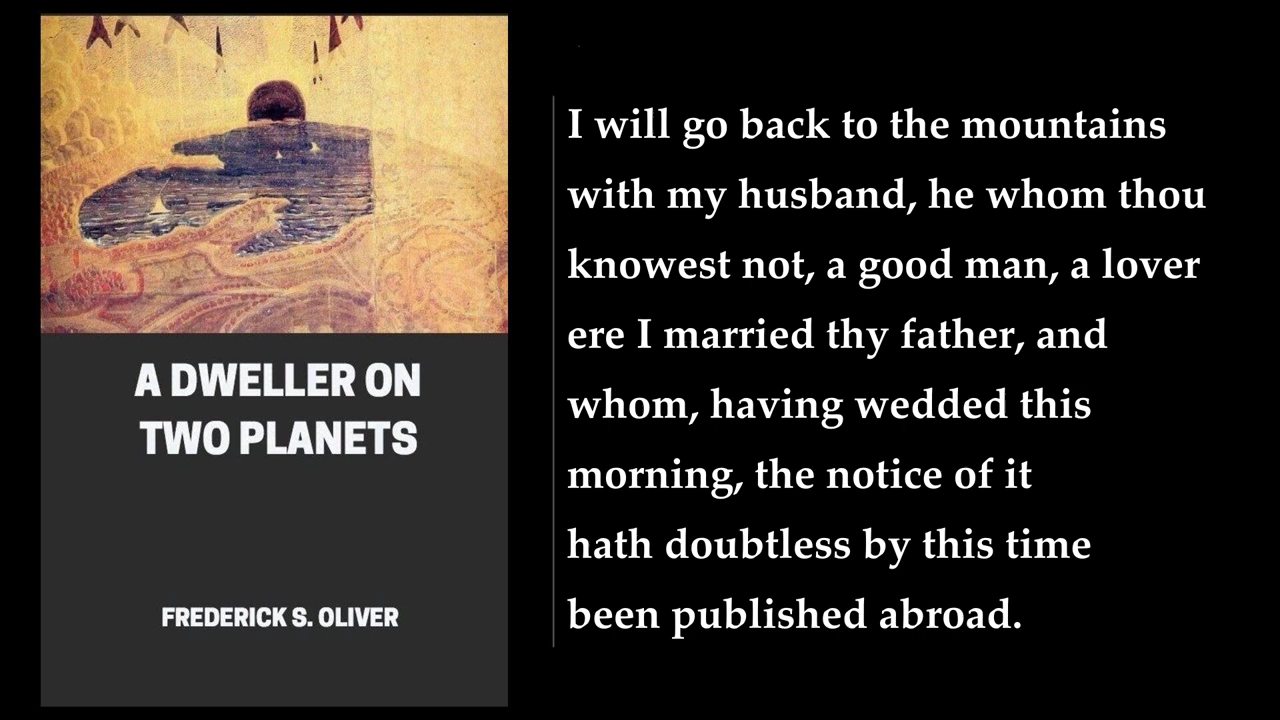 A DWELLER ON
TWO PLANETS
FREDERICK S. OLIVER
I will go back to the mountains
with my husband, he whom thou
knowest not, a good man, a lover
ere I married thy father, and
whom, having wedded this
morning, the notice of it
hath doubtless by this time
been published abroad.